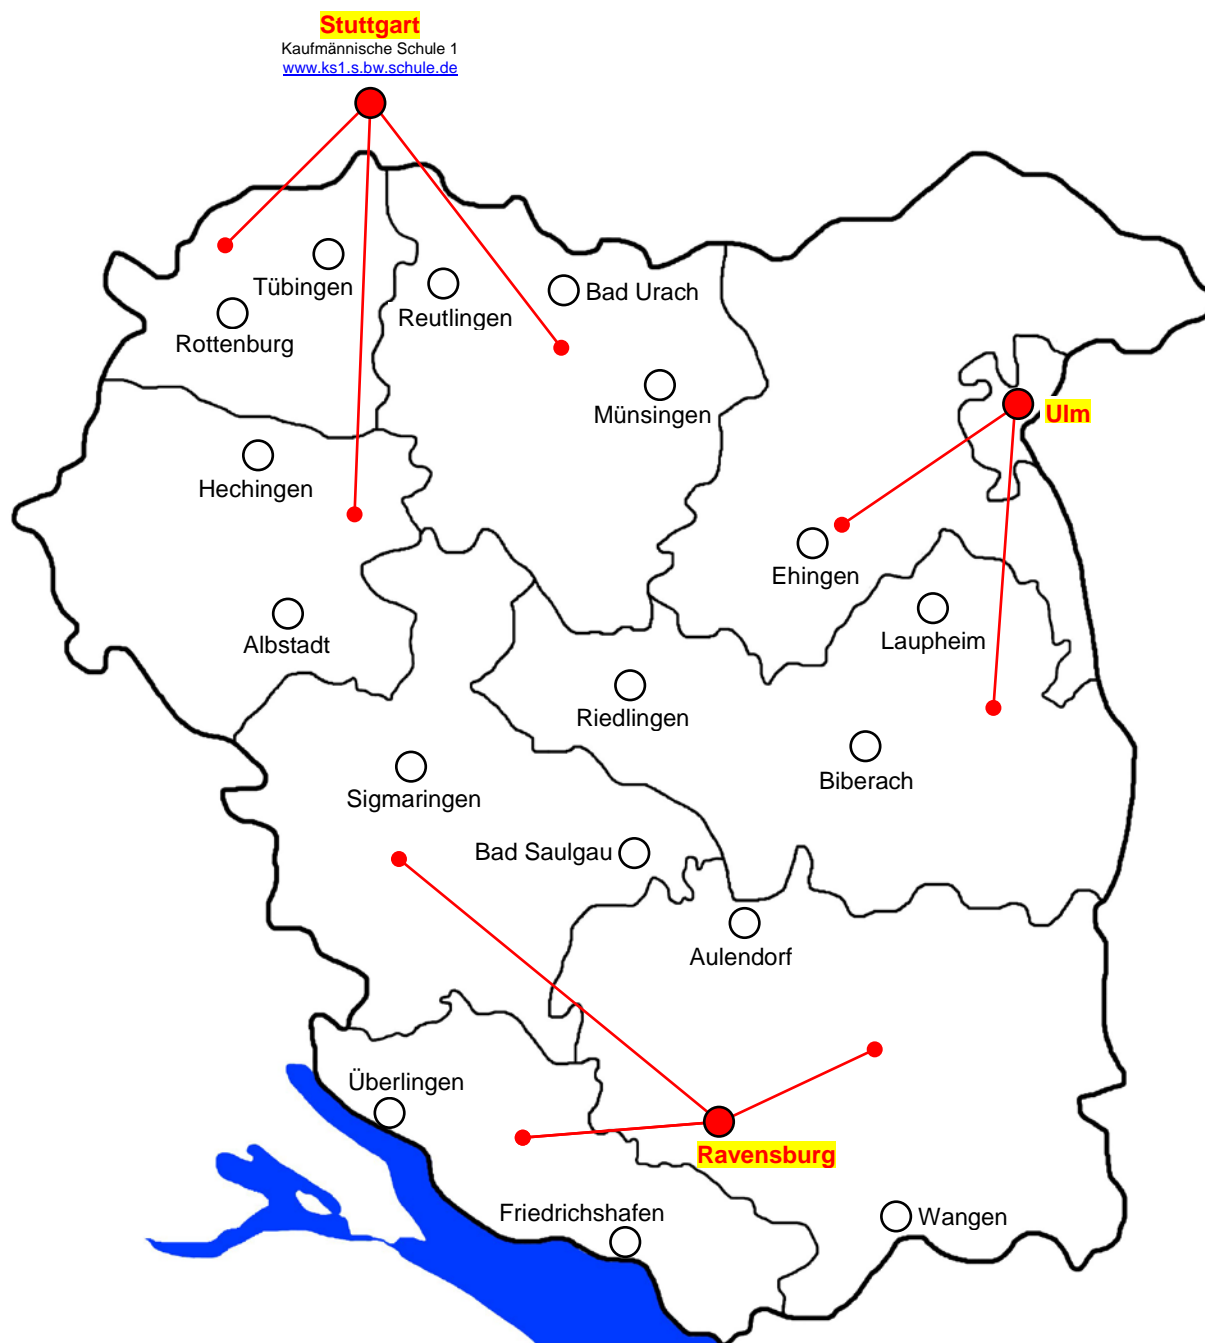 Stuttgart
Kaufmännische Schule 1
www.ks1.s.bw.schule.de
Tübingen
Bad Urach
Reutlingen
Rottenburg
Münsingen
Ulm
Hechingen
Ehingen
Albstadt
Laupheim
Riedlingen
Biberach
Sigmaringen
Bad Saulgau
Aulendorf
Überlingen
Ravensburg
Friedrichshafen
Wangen